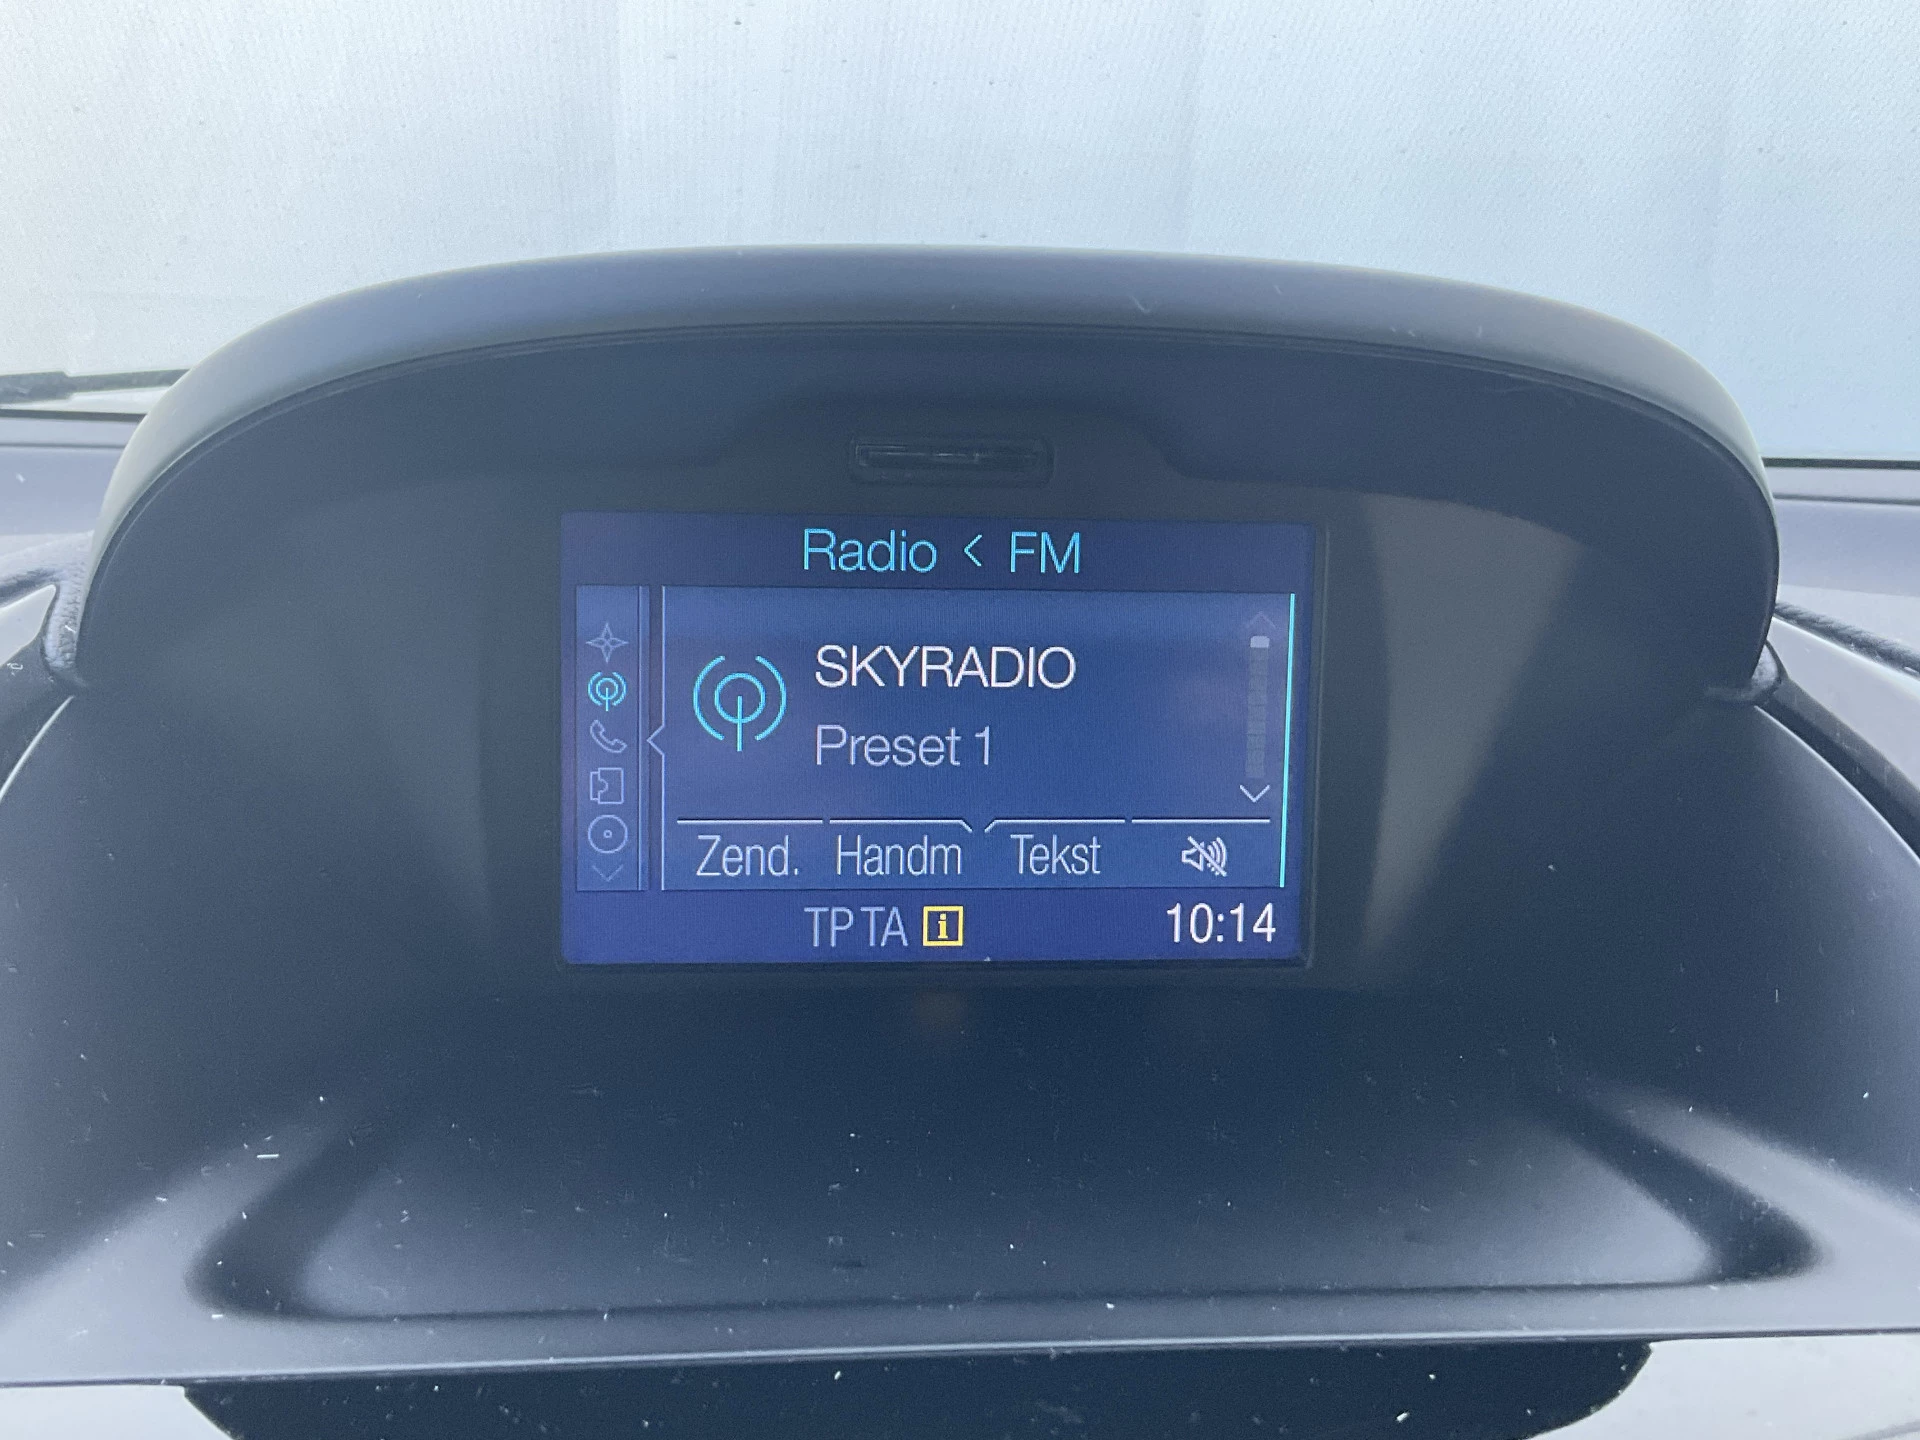 Radio < FM
SKYRADIO
Preset 1
Zend. Handm Tekst
TP TA i 10:14